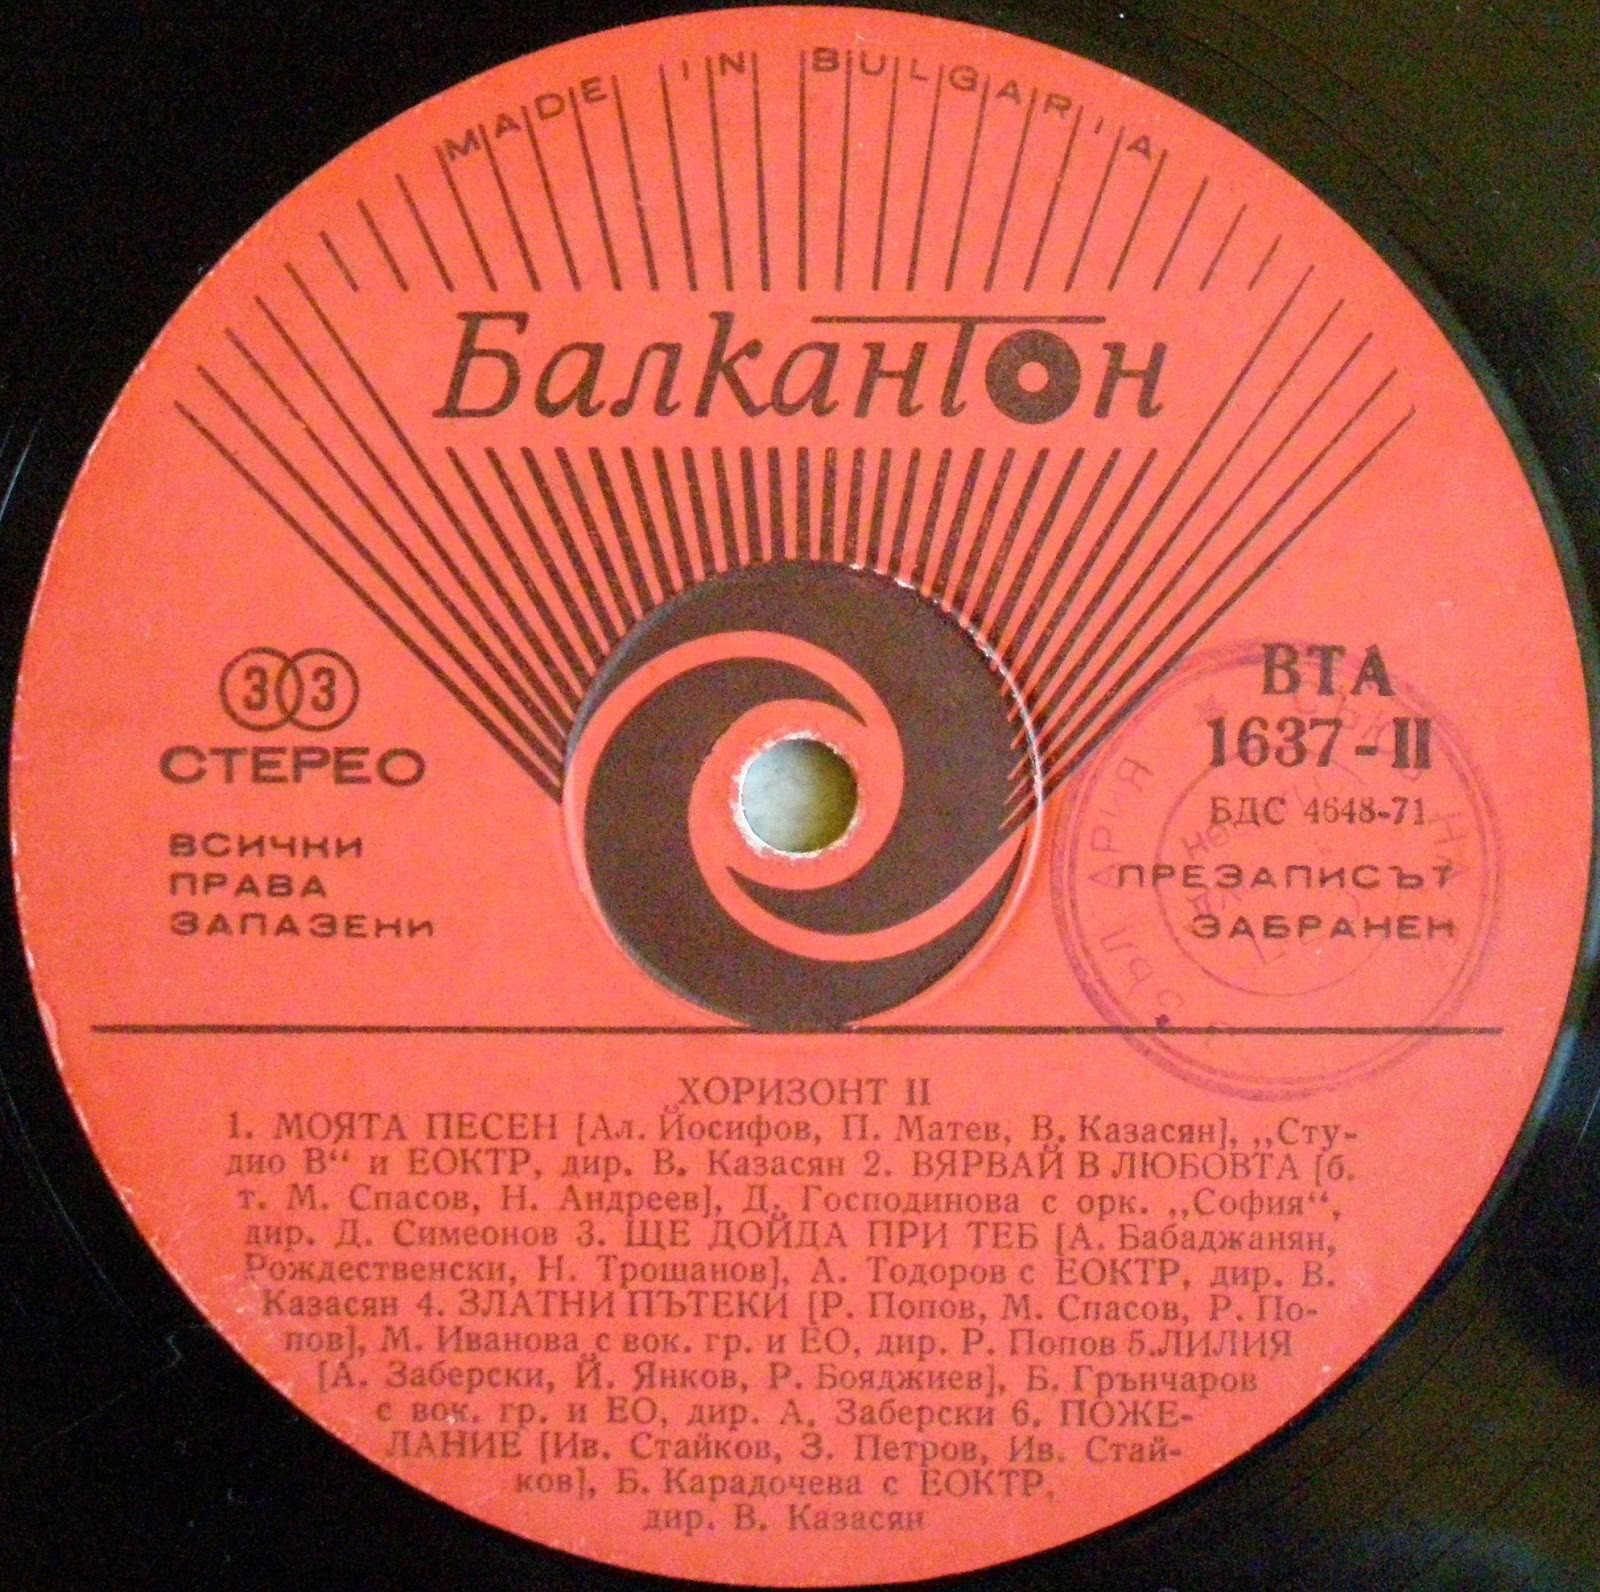 MADE IN BULGARIA
Балкантон
33
СТЕРЕО
ВСИЧКИ
ПРАВА
ЗАПАЗЕНИ
ВТА
1637-II
БДС 4648-71
ПРЕЗАПИСЪТ
ЗАБРАНЕН
ХОРИЗОНТ II
1. МОЯТА ПЕСЕН [Ал. Йосифов, П. Матев, В. Казасян], „Сту-
дио В“ и ЕОКТР, дир. В. Казасян 2. ВЯРВАЙ В ЛЮБОВТА [б.
т. М. Спасов, Н. Андреев], Д. Господинова с орк. „София“,
дир. Д. Симеонов 3. ЩЕ ДОЙДА ПРИ ТЕБ [А. Бабаджанян,
Рождественски, Н. Трошанов], А. Тодоров с ЕОКТР, дир. В.
Казасян 4. ЗЛАТНИ ПЪТЕКИ [Р. Попов, М. Спасов, Р. По-
пов], М. Иванова с вок. гр. и ЕО, дир. Р. Попов 5.ЛИЛИЯ
[А. Заберски, Й. Янков, Р. Бояджиев], Б. Грънчаров
с вок. гр. и ЕО, дир. А. Заберски 6. ПОЖЕ-
ЛАНИЕ [Ив. Стайков, З. Петров, Ив. Стай-
ков], Б. Карадочева с ЕОКТР,
дир. В. Казасян